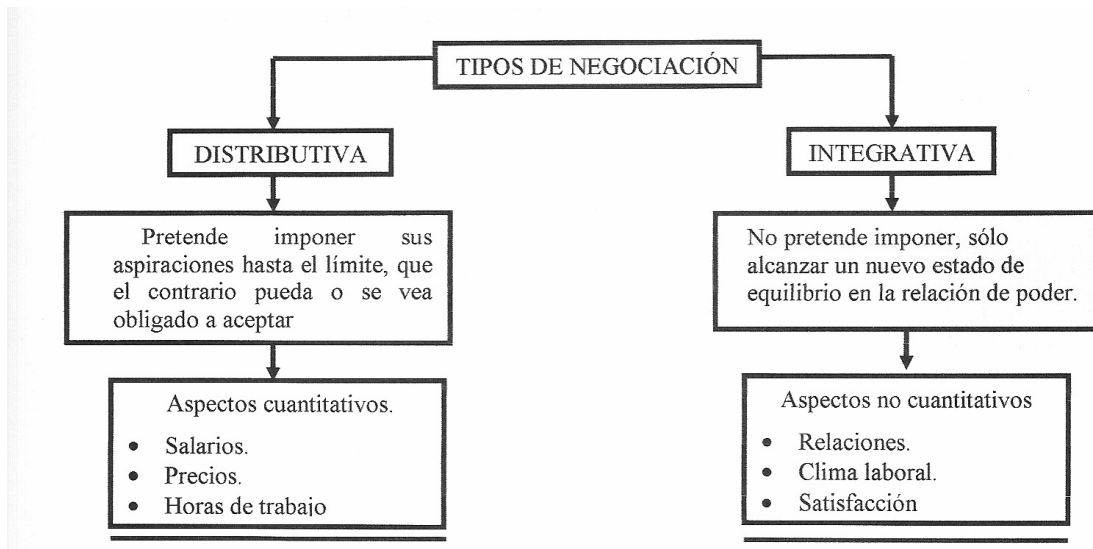 TIPOS DE NEGOCIACIÓN
DISTRIBUTIVA
Pretende imponer sus
aspiraciones hasta el límite, que
el contrario pueda o se vea
obligado a aceptar
Aspectos cuantitativos.
• Salarios.
• Precios.
• Horas de trabajo
INTEGRATIVA
No pretende imponer, sólo
alcanzar un nuevo estado de
equilibrio en la relación de poder.
Aspectos no cuantitativos
• Relaciones.
• Clima laboral.
• Satisfacción